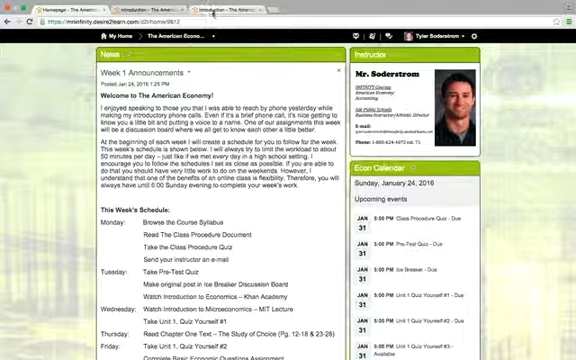 Homepage - The Americ
Introduction - The Americ
Introduction - The Americ
https://mninfinity.desire2learn.com/d2l/home/9812
My Home
The American Econo...
Tyler Soderstrom
News
Week 1 Announcements
Posted Jan 24, 2016 1:25 PM
Welcome to The American Economy!
I enjoyed speaking to those you that I was able to reach by phone yesterday while
making my introductory phone calls. Even if it's a brief phone call, it's nice getting to
know you a little bit and putting a voice to a name. One of our assignments this week
will be a discussion board where we all get to know each other a little better.
At the beginning of each week I will create a schedule for you to follow for the week.
This week's schedule is shown below. I will always try to limit the workload to about
50 minutes per day – just like if we met every day in a high school setting. I
encourage you to follow the schedules I set as close as possible. If you are able to
do that you should have very little work to do on the weekends. However, I
understand that one of the benefits of an online class is flexibility. Therefore, you will
always have until 5:00 Sunday evening to complete your week's work.
This Week's Schedule:
Monday: Browse the Course Syllabus
Read The Class Procedure Document
Take the Class Procedure Quiz
Send your instructor an e-mail
Tuesday: Take Pre-Test Quiz
Make original post in Ice Breaker Discussion Board
Watch Introduction to Economics – Khan Academy
Wednesday: Watch Introduction to Microeconomics – MIT Lecture
Take Unit 1, Quiz Yourself #1
Thursday: Read Chapter One Text – The Study of Choice (Pg. 12-18 & 23-28)
Friday: Take Unit 1, Quiz Yourself #2
Complete Basic Economic Questions Assignment
Instructor
Mr. Soderstrom
INFINITY Courses
American Economy
Accounting
Ada Public Schools
Business Instructor/Athletic Director
E-mail:
Phone: 1-800-624-4072 ext. 71
Econ Calendar
Sunday, January 24, 2016
Upcoming events
JAN 31 5:00 PM Class Procedure Quiz - Due
JAN 31 5:00 PM Pre-Test Quiz - Due
JAN 31 5:00 PM Ice Breaker - Due
JAN 31 5:00 PM Unit 1 Quiz Yourself #1 - Due
JAN 31 5:00 PM Unit 1 Quiz Yourself #2 - Due
JAN 31 5:00 PM Unit 1 Quiz Yourself #3 -
Available